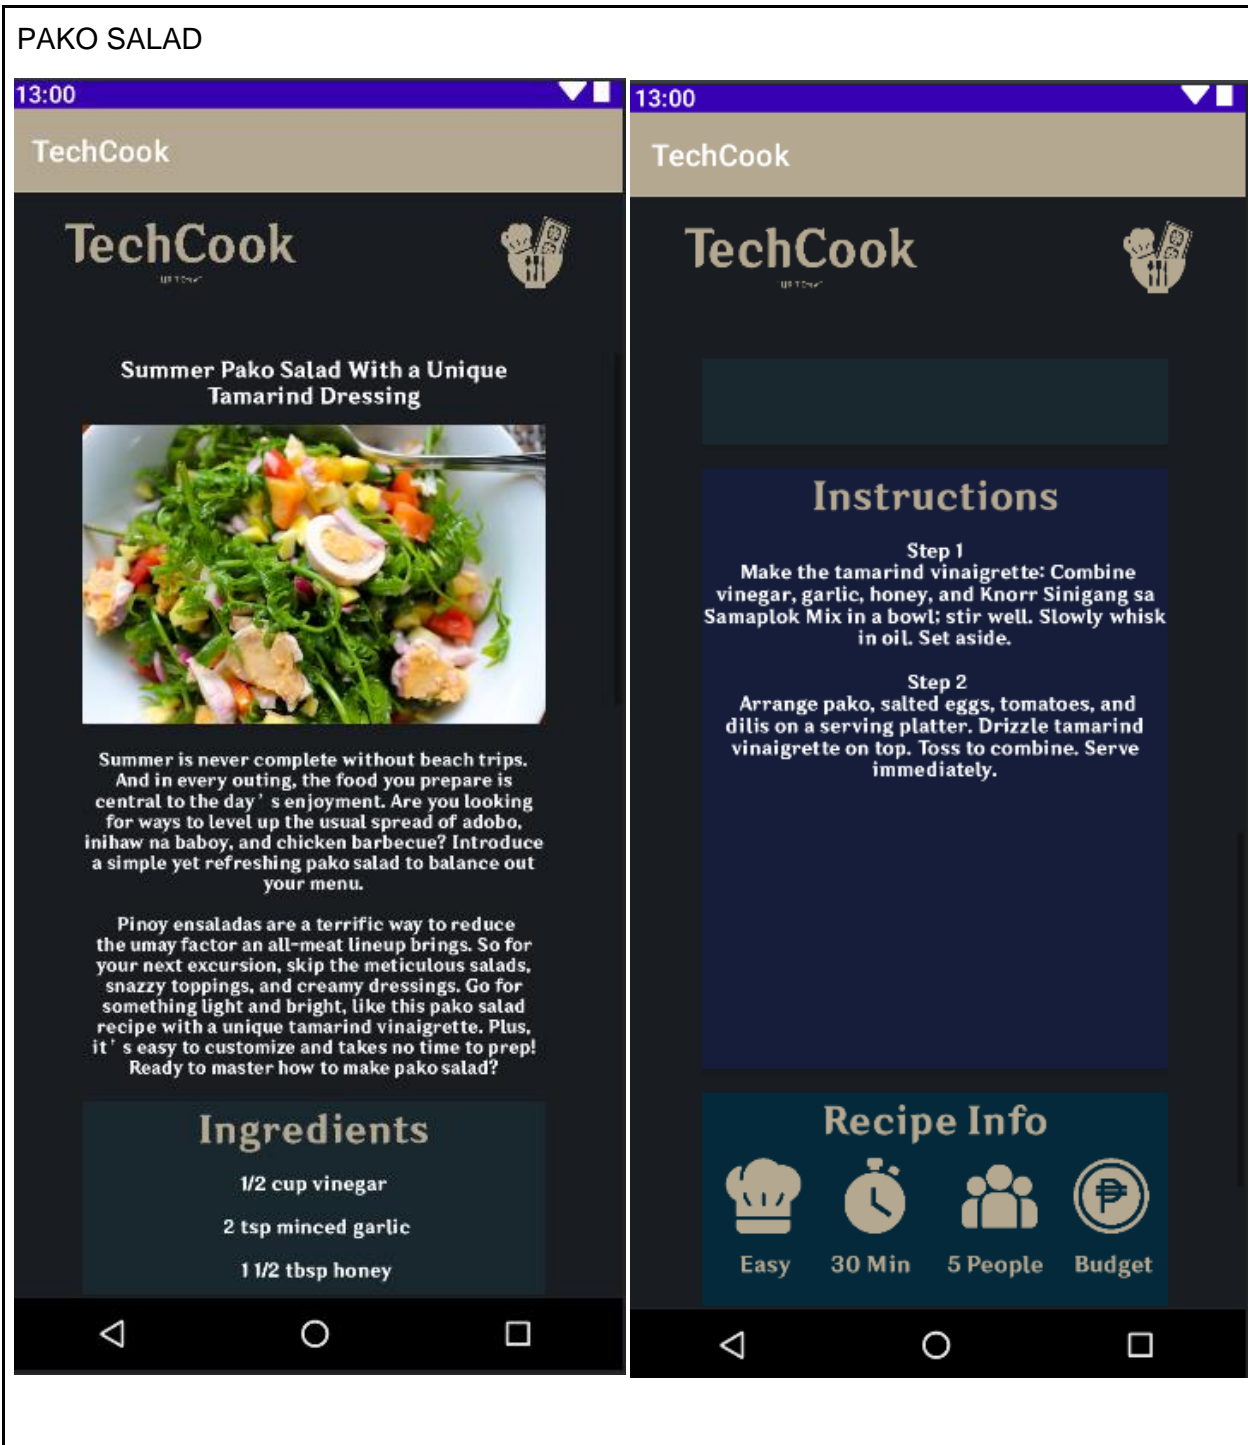 PAKO SALAD
13:00
TechCook
TechCook
Summer Pako Salad With a Unique
Tamarind Dressing
Summer is never complete without beach trips.
And in every outing, the food you prepare is
central to the day's enjoyment. Are you looking
for ways to level up the usual spread of adobo,
inihaw na baboy, and chicken barbecue? Introduce
a simple yet refreshing pako salad to balance out
your menu.
Pinoy ensaladas are a terrific way to reduce
the umay factor an all-meat lineup brings. So for
your next excursion, skip the meticulous salads,
snazzy toppings, and creamy dressings. Go for
something light and bright, like this pako salad
recipe with a unique tamarind vinaigrette. Plus,
it's easy to customize and takes no time to prep!
Ready to master how to make pako salad?
Ingredients
1/2 cup vinegar
2 tsp minced garlic
1 1/2 tbsp honey
13:00
TechCook
TechCook
Instructions
Step 1
Make the tamarind vinaigrette: Combine
vinegar, garlic, honey, and Knorr Sinigang sa
Samaplok Mix in a bowl; stir well. Slowly whisk
in oil. Set aside.
Step 2
Arrange pako, salted eggs, tomatoes, and
dilis on a serving platter. Drizzle tamarind
vinaigrette on top. Toss to combine. Serve
immediately.
Recipe Info
Easy 30 Min 5 People Budget